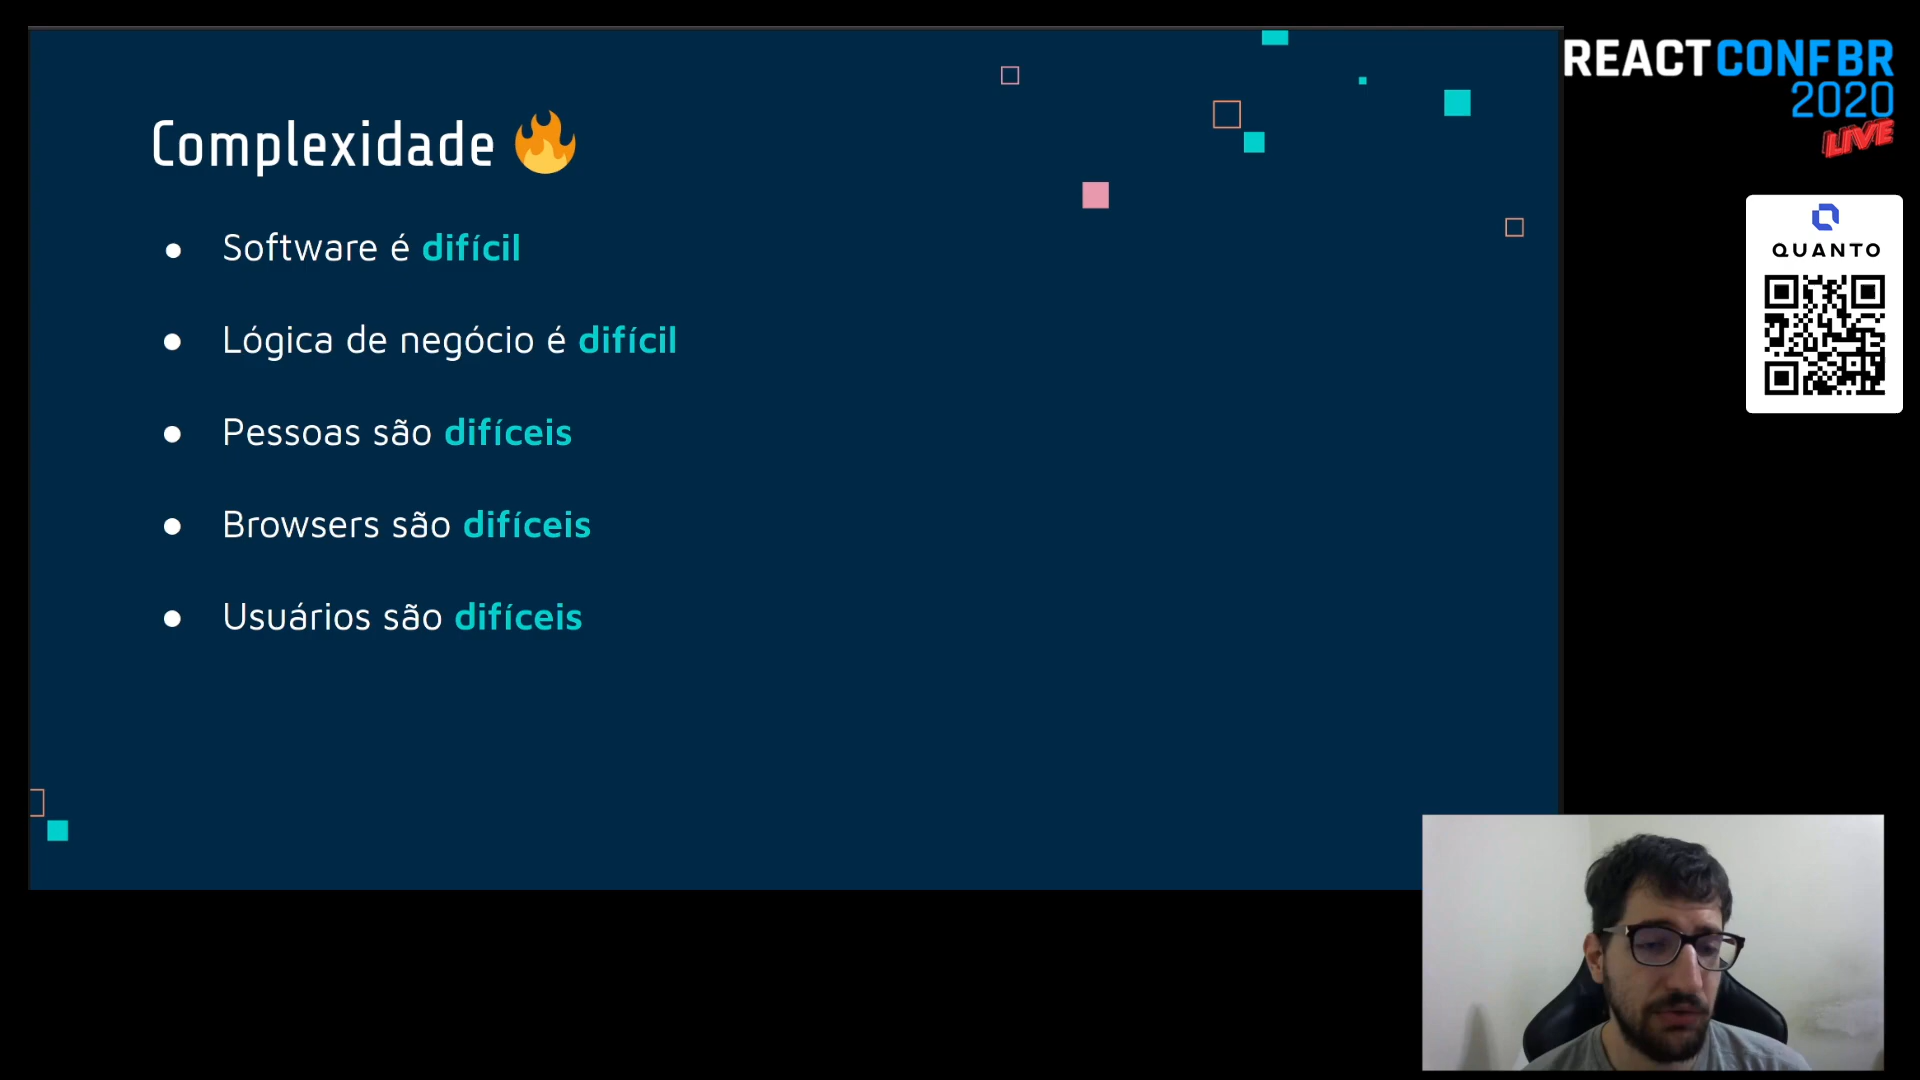 Complexidade 🔥
● Software é difícil
● Lógica de negócio é difícil
● Pessoas são difíceis
● Browsers são difíceis
● Usuários são difíceis
REACTCONFBR
2020
LIVE
QUANTO